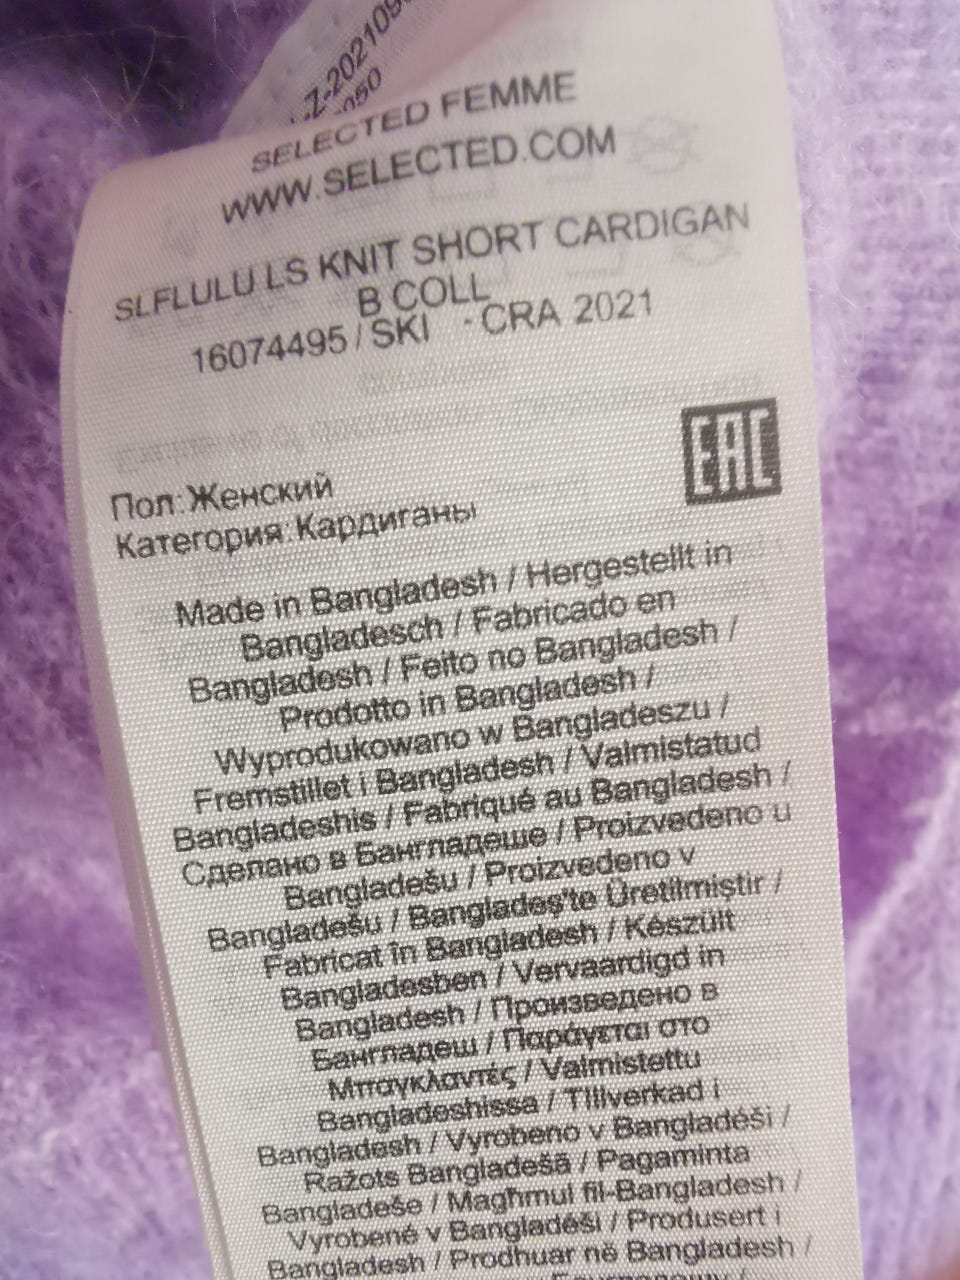 SELECTED FEMME
WWW.SELECTED.COM
SLFLULU LS KNIT SHORT CARDIGAN
B COLL
16074495 / SKI - CRA 2021
EAC
Пол: Женский
Категория: Кардиганы
Made in Bangladesh / Hergestellt in
Bangladesch / Fabricado en
Bangladesh / Feito no Bangladesh /
Prodotto in Bangladesh /
Wyprodukowano w Bangladeszu /
Fremstillet i Bangladesh / Valmistatud
Bangladeshis / Fabriqué au Bangladesh /
Сделано в Бангладеше / Proizvedeno u
Bangladešu / Proizvedeno v
Bangladešu / Bangladeş'te Üretilmiştir /
Fabricat în Bangladesh / Készült
Bangladesben / Vervaardigd in
Bangladesh / Произведено в
Бангладеш / Παράγεται στο
Μπαγκλαντές / Valmistettu
Bangladeshissa / Tillverkad i
Bangladesh / Vyrobeno v Bangladéši /
Ražots Bangladešā / Pagaminta
Bangladeše / Magħmul fil-Bangladesh /
Vyrobené v Bangladéši / Produsert i
Bangladesh / Prodhuar në Bangladesh /